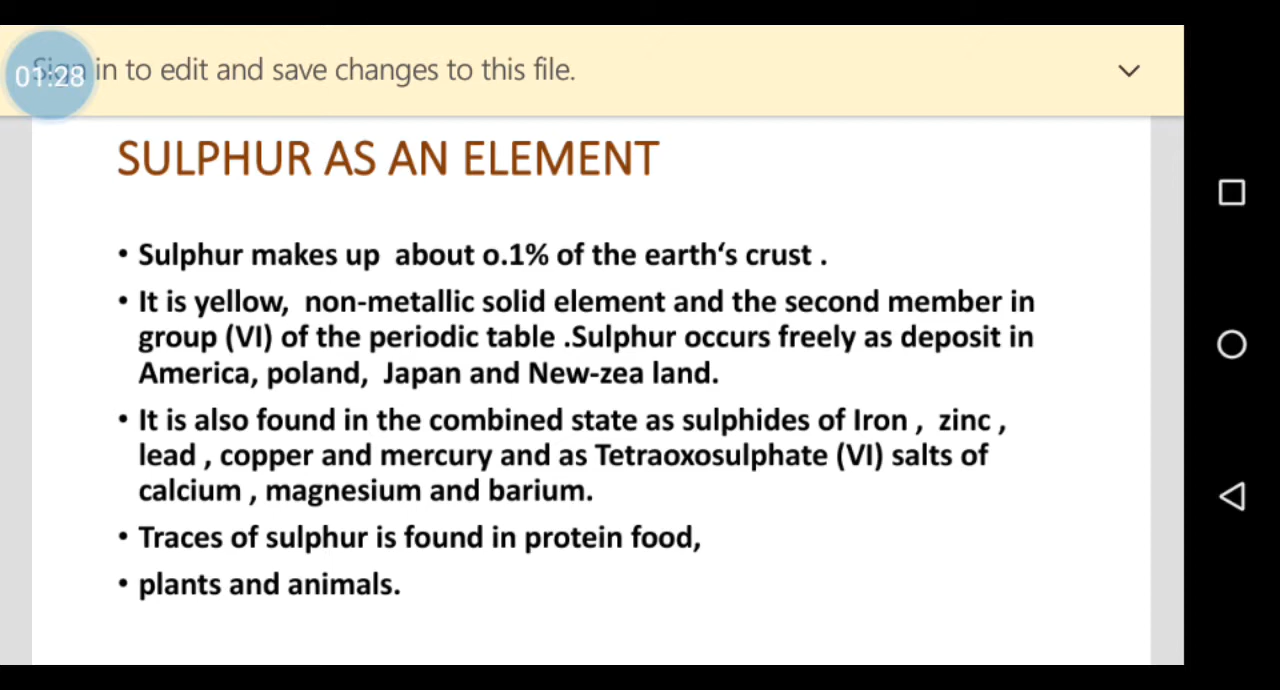 Sign in to edit and save changes to this file.
01:28
SULPHUR AS AN ELEMENT
• Sulphur makes up about o.1% of the earth‘s crust .
• It is yellow, non-metallic solid element and the second member in
group (VI) of the periodic table .Sulphur occurs freely as deposit in
America, poland, Japan and New-zea land.
• It is also found in the combined state as sulphides of Iron , zinc ,
lead , copper and mercury and as Tetraoxosulphate (VI) salts of
calcium , magnesium and barium.
• Traces of sulphur is found in protein food,
• plants and animals.